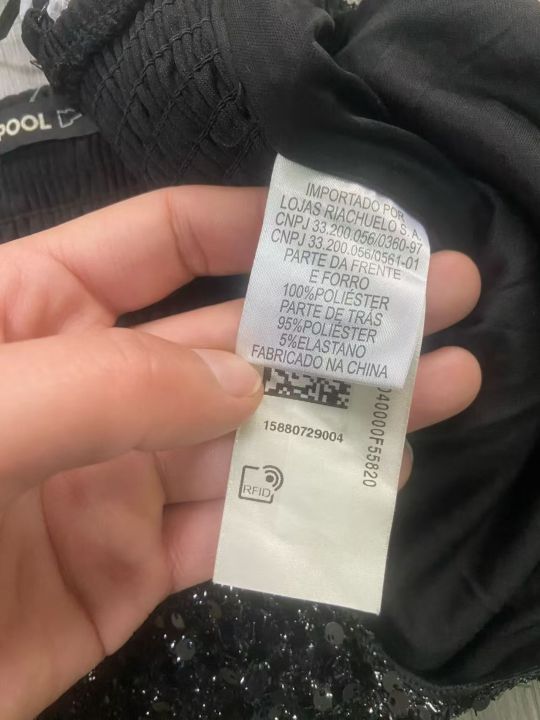 POOL
IMPORTADO POR
LOJAS RIACHUELO S.A.
CNPJ 33.200.056/0360-97
CNPJ 33.200.056/0561-01
PARTE DA FRENTE
E FORRO
100%POLIÉSTER
PARTE DE TRÁS
95%POLIÉSTER
5%ELASTANO
FABRICADO NA CHINA
15880729004
040000F55820
RFID